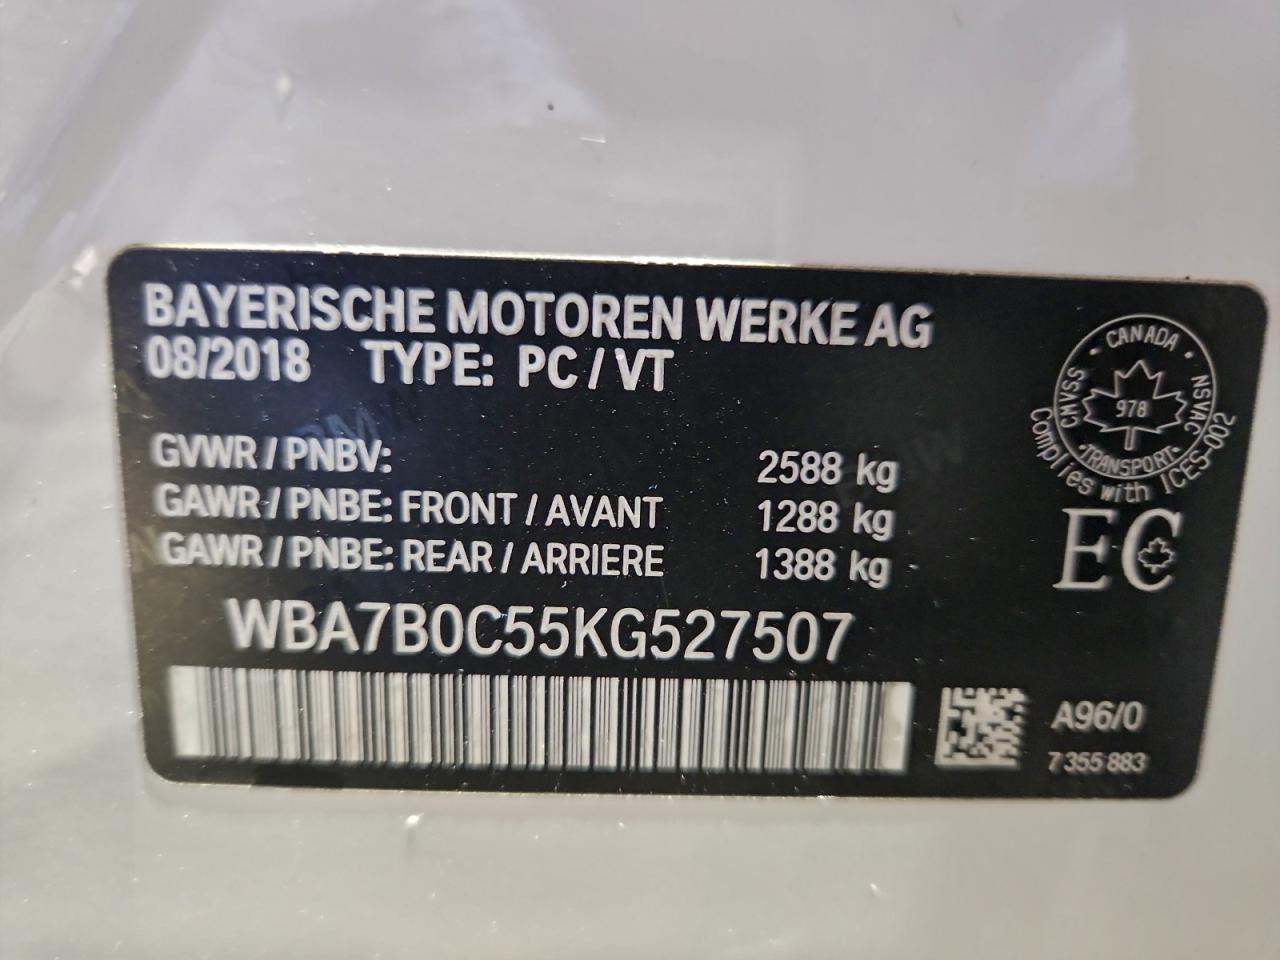 BAYERISCHE MOTOREN WERKE AG
08/2018 TYPE: PC / VT
GVWR / PNBV: 2588 kg
GAWR / PNBE: FRONT / AVANT 1288 kg
GAWR / PNBE: REAR / ARRIERE 1388 kg
WBA7B0C55KG527507
CANADA
CMVSS 978 NSVAC
TRANSPORT
Complies with ICES-002
EC
A96/0
7 355 883